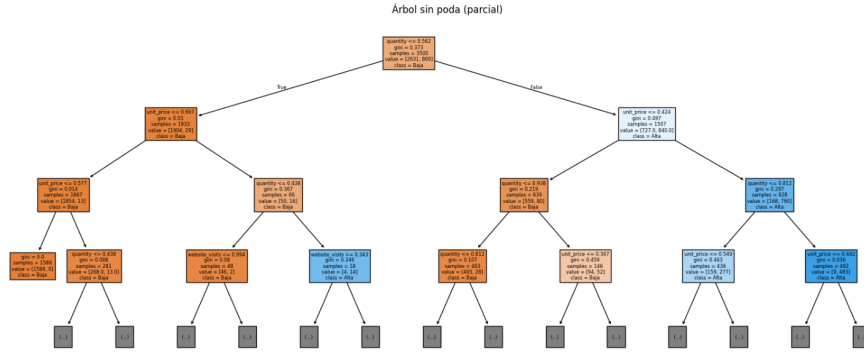 Árbol sin poda (parcial)
quantity <= 0.562
gini = 0.373
samples = 3500
value = [2631, 869]
class = Baja
True
False
unit_price <= 0.697
gini = 0.03
samples = 1933
value = [1904, 29]
class = Baja
unit_price <= 0.424
gini = 0.497
samples = 1567
value = [727.0, 840.0]
class = Alta
unit_price <= 0.577
gini = 0.014
samples = 1867
value = [1854, 13]
class = Baja
quantity <= 0.438
gini = 0.367
samples = 66
value = [50, 16]
class = Baja
quantity <= 0.938
gini = 0.219
samples = 639
value = [559, 80]
class = Baja
quantity <= 0.812
gini = 0.297
samples = 928
value = [168, 760]
class = Alta
gini = 0.0
samples = 1586
value = [1586, 0]
class = Baja
quantity <= 0.438
gini = 0.088
samples = 281
value = [268.0, 13.0]
class = Baja
website_visits <= 0.994
gini = 0.08
samples = 48
value = [46, 2]
class = Baja
website_visits <= 0.343
gini = 0.346
samples = 18
value = [4, 14]
class = Alta
quantity <= 0.812
gini = 0.107
samples = 493
value = [465, 28]
class = Baja
unit_price <= 0.367
gini = 0.459
samples = 146
value = [94, 52]
class = Baja
unit_price <= 0.549
gini = 0.463
samples = 436
value = [159, 277]
class = Alta
unit_price <= 0.442
gini = 0.036
samples = 492
value = [9, 483]
class = Alta
(...)
(...)
(...)
(...)
(...)
(...)
(...)
(...)
(...)
(...)
(...)
(...)
(...)
(...)